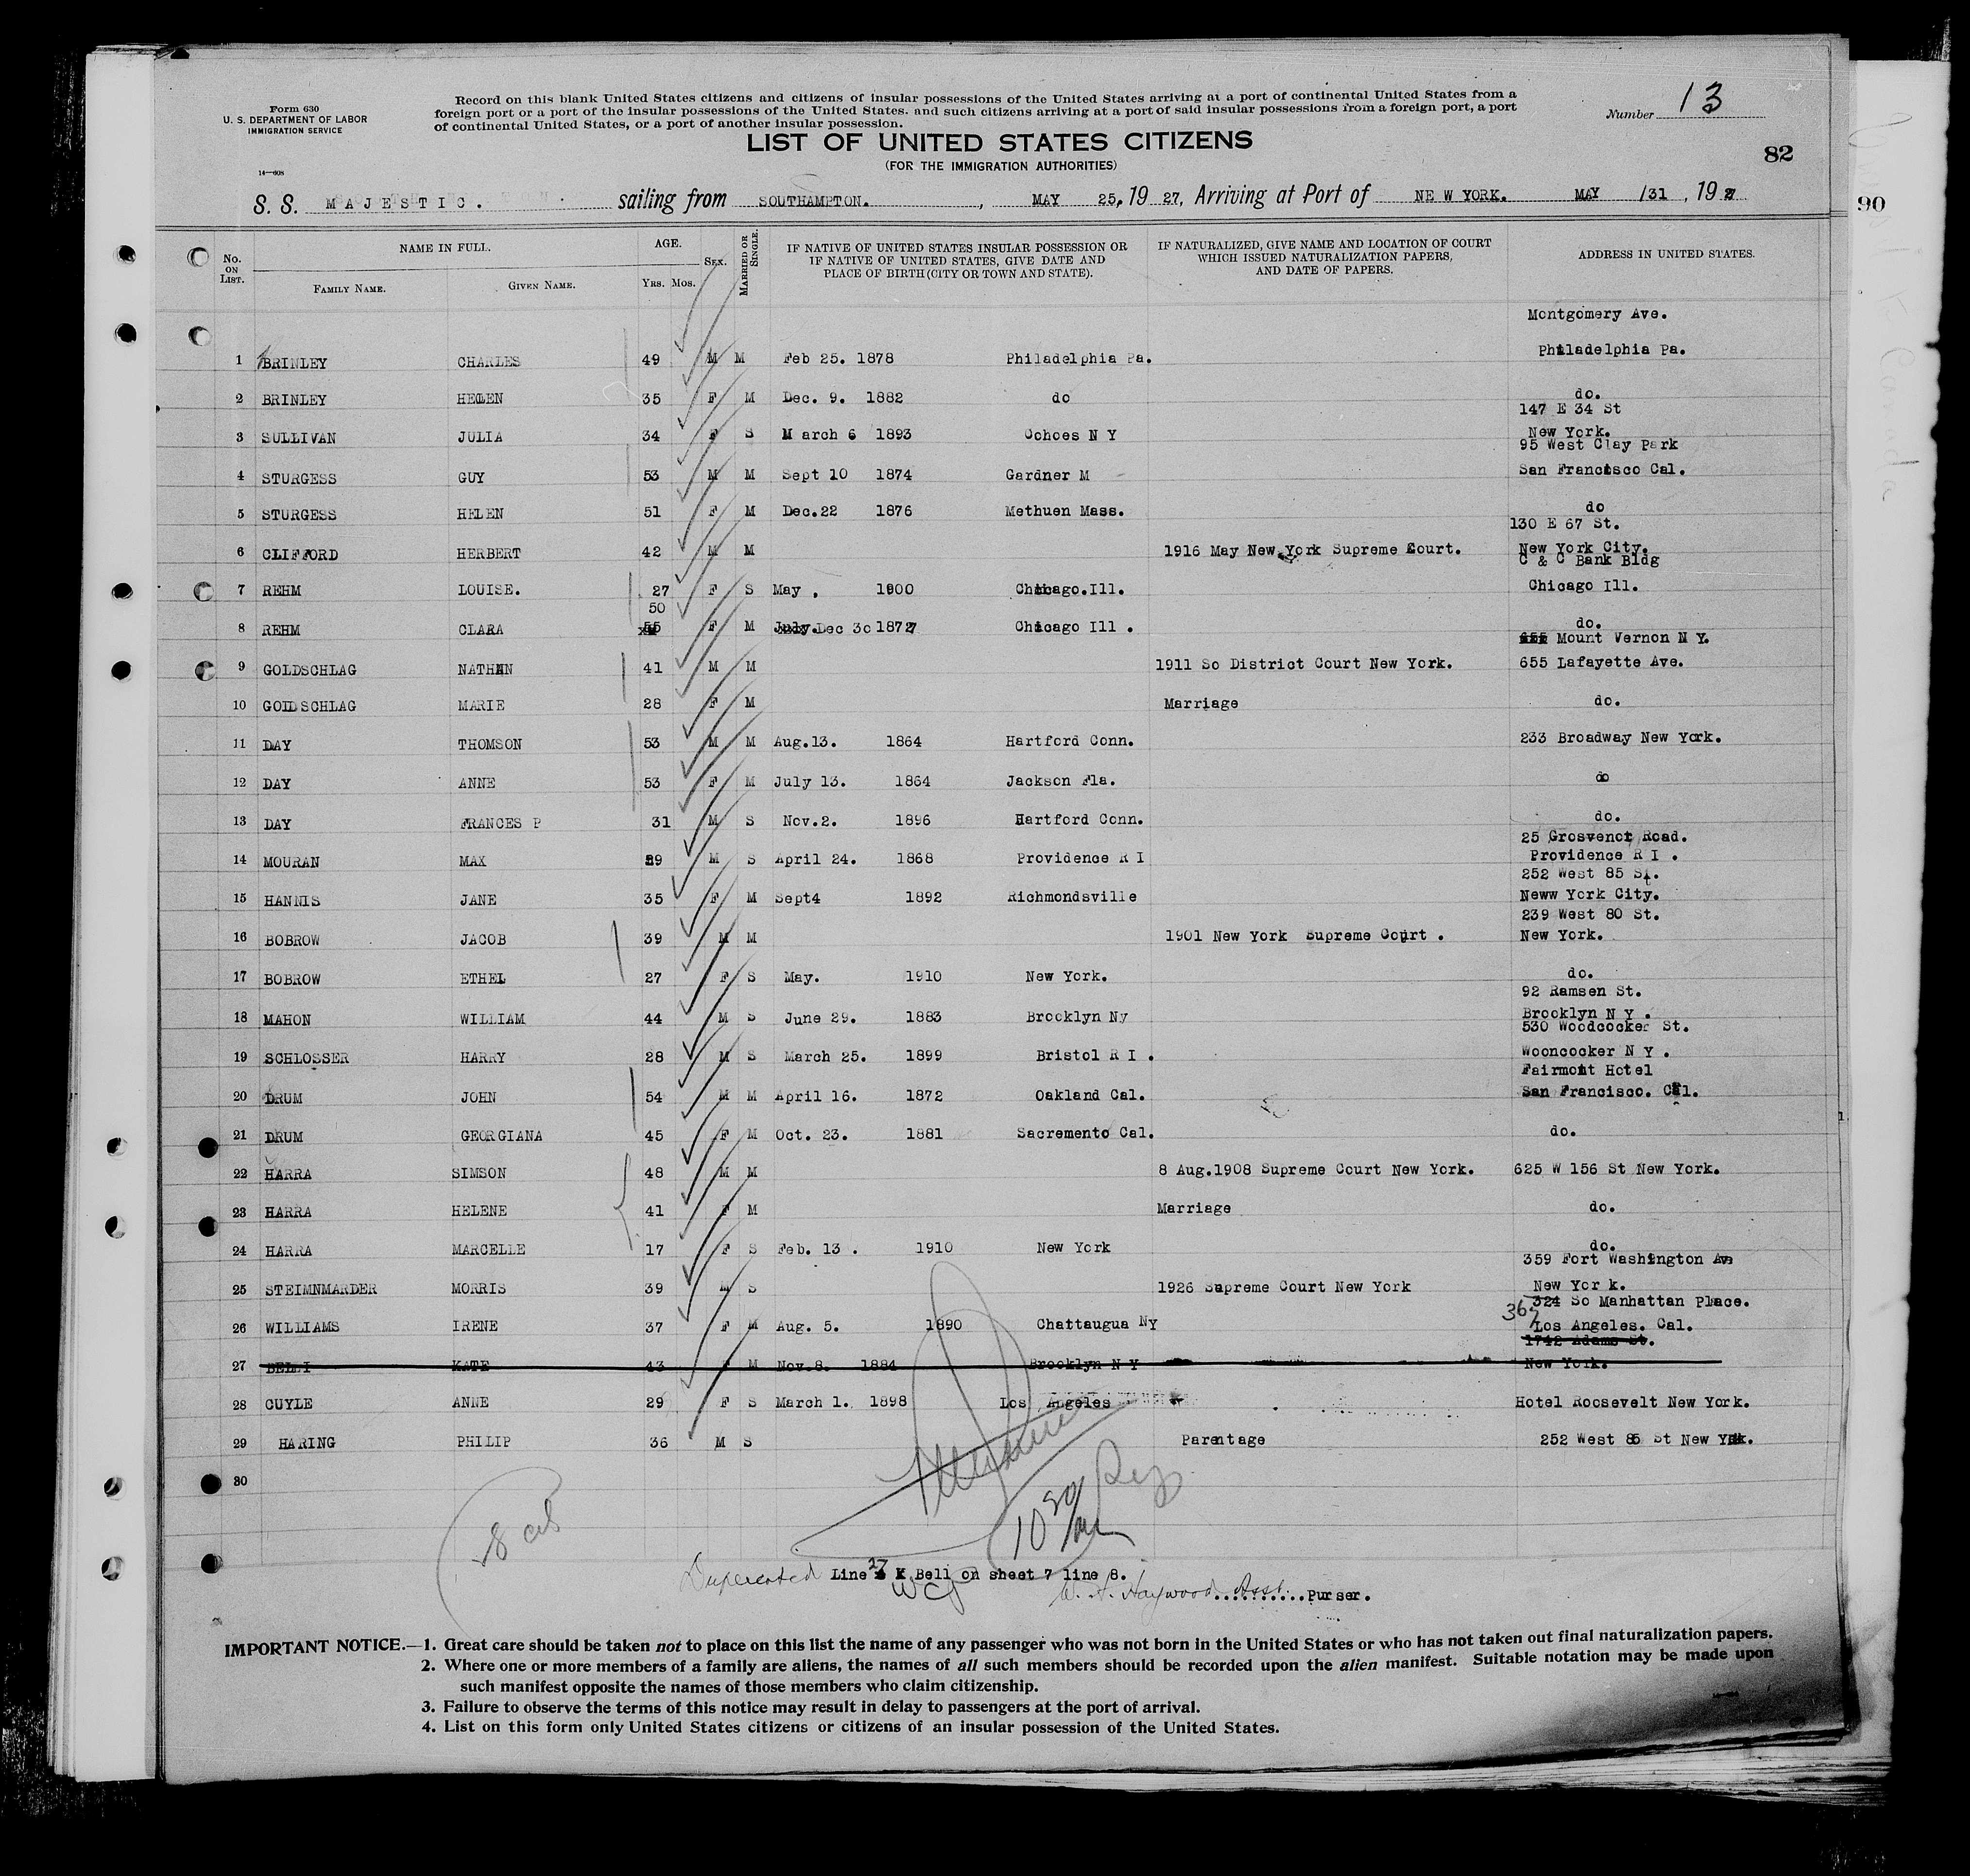 Form 630
U. S. DEPARTMENT OF LABOR
IMMIGRATION SERVICE
14—608
Record on this blank United States citizens and citizens of insular possessions of the United States arriving at a port of continental United States from a
foreign port or a port of the insular possessions of the United States. and such citizens arriving at a port of said insular possessions from a foreign port, a port
of continental United States, or a port of another insular possession.
Number 13
LIST OF UNITED STATES CITIZENS
(FOR THE IMMIGRATION AUTHORITIES)
82
90
S. S. MAJESTIC. sailing from SOUTHAMPTON. , MAY 25, 19 27, Arriving at Port of NEW YORK. MAY /31 , 192
No. ON LIST. NAME IN FULL. FAMILY NAME. GIVEN NAME. AGE. YRS. MOS. SEX. MARRIED OR SINGLE. IF NATIVE OF UNITED STATES INSULAR POSSESSION OR IF NATIVE OF UNITED STATES, GIVE DATE AND PLACE OF BIRTH (CITY OR TOWN AND STATE). IF NATURALIZED, GIVE NAME AND LOCATION OF COURT WHICH ISSUED NATURALIZATION PAPERS, AND DATE OF PAPERS. ADDRESS IN UNITED STATES.
Montgomery Ave.
1 BRINLEY CHARLES 49 M M Feb 25. 1878 Philadelphia Pa. Philadelphia Pa.
2 BRINLEY HELEN 35 F M Dec. 9. 1882 do do.
147 E 34 St
3 SULLIVAN JULIA 34 F S March 6 1893 Cohoes N Y New York.
95 West Clay Park
4 STURGESS GUY 53 M M Sept 10 1874 Gardner M San Francisco Cal.
5 STURGESS HELEN 51 F M Dec.22 1876 Methuen Mass. do
130 E 67 St.
6 CLIFFORD HERBERT 42 M M 1916 May New York Supreme Court. New York City.
C & C Bank Bldg
7 REHM LOUISE. 27 F S May . 1900 Chicago.Ill. Chicago Ill.
50
8 REHM CLARA 55 F M July. Dec 30 1877 Chicago Ill . do.
Mount Vernon N Y.
9 GOLDSCHLAG NATHAN 41 M M 1911 So District Court New York. 655 Lafayette Ave.
10 GOLDSCHLAG MARIE 28 F M Marriage do.
11 DAY THOMSON 53 M M Aug.13. 1864 Hartford Conn. 233 Broadway New York.
12 DAY ANNE 53 F M July 13. 1864 Jackson Fla. do
13 DAY FRANCES P 31 M S Nov.2. 1896 Hartford Conn. do.
25 Grosvenor Road.
14 MOURAN MAX 9 M S April 24. 1868 Providence R I Providence R I .
252 West 85 St.
15 HANNIS JANE 35 F M Sept4 1892 Richmondsville Neww York City.
239 West 80 St.
16 BOBROW JACOB 39 M M 1901 New York Supreme Court . New York.
17 BOBROW ETHEL 27 F S May. 1910 New York. do.
92 Ramsen St.
18 MAHON WILLIAM 44 M S June 29. 1883 Brooklyn Ny Brooklyn N Y .
530 Woodcocker St.
19 SCHLOSSER HARRY 28 M S March 25. 1899 Bristol R I . Wooncocker N Y .
Fairmont Hotel
20 DRUM JOHN 54 M M April 16. 1872 Oakland Cal. San Francisco. Cal.
21 DRUM GEORGIANA 45 F M Oct. 23. 1881 Sacremento Cal. do.
22 HARRA SIMSON 48 M M 8 Aug.1908 Supreme Court New York. 625 W 156 St New York.
23 HARRA HELENE 41 F M Marriage do.
24 HARRA MARCELLE 17 F S Feb. 13 . 1910 New York do.
359 Fort Washington Ave
25 STEIMNMARDER MORRIS 39 M S 1926 Supreme Court New York New Yor k.
367 324 So Manhattan Place.
26 WILLIAMS IRENE 37 F M Aug. 5. 1890 Chattaugua NY Los Angeles. Cal.
1742 Adams St.
27 BELLI KATE 43 F M Nov.8. 1884 Brooklyn N Y New York.
28 CUYLE ANNE 29 F S March 1. 1898 Los Angeles Hotel Roosevelt New York.
29 HARING PHILIP 36 M S Parentage 252 West 85 St New York.
30
8 cit
10 30/am
Line 27 K Bell on sheet 7 line 8.
WCJ
W. A. Haywood Asst. ..........Purser.
IMPORTANT NOTICE.—1. Great care should be taken not to place on this list the name of any passenger who was not born in the United States or who has not taken out final naturalization papers.
2. Where one or more members of a family are aliens, the names of all such members should be recorded upon the alien manifest. Suitable notation may be made upon
such manifest opposite the names of those members who claim citizenship.
3. Failure to observe the terms of this notice may result in delay to passengers at the port of arrival.
4. List on this form only United States citizens or citizens of an insular possession of the United States.